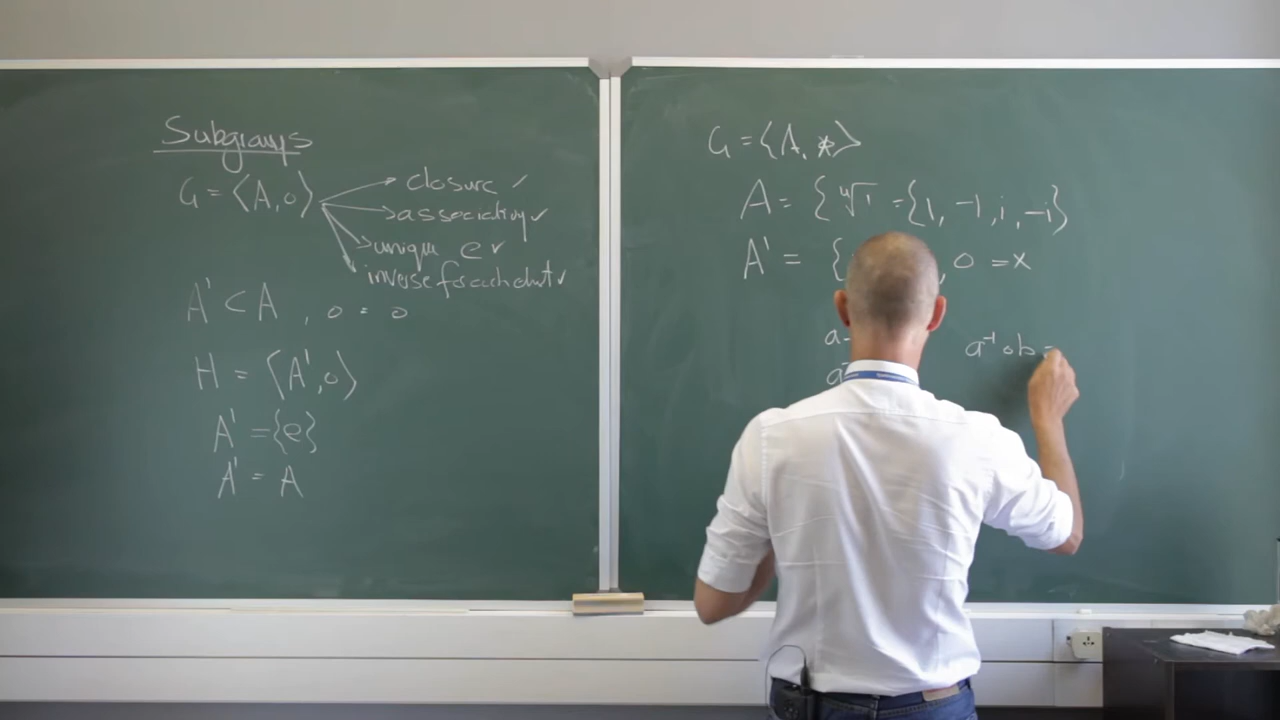 Subgroups
G = ⟨A, o⟩
closure ✓
associativity ✓
unique e ✓
inverse for each elmt ✓
A' ⊂ A , o = o
H = ⟨A', o⟩
A' = {e}
A' = A
G = ⟨A, *⟩
A = { ⁴√1 = {1, -1, i, -i}
A' = { , o = x
a-
a⁻
a⁻¹ o b =